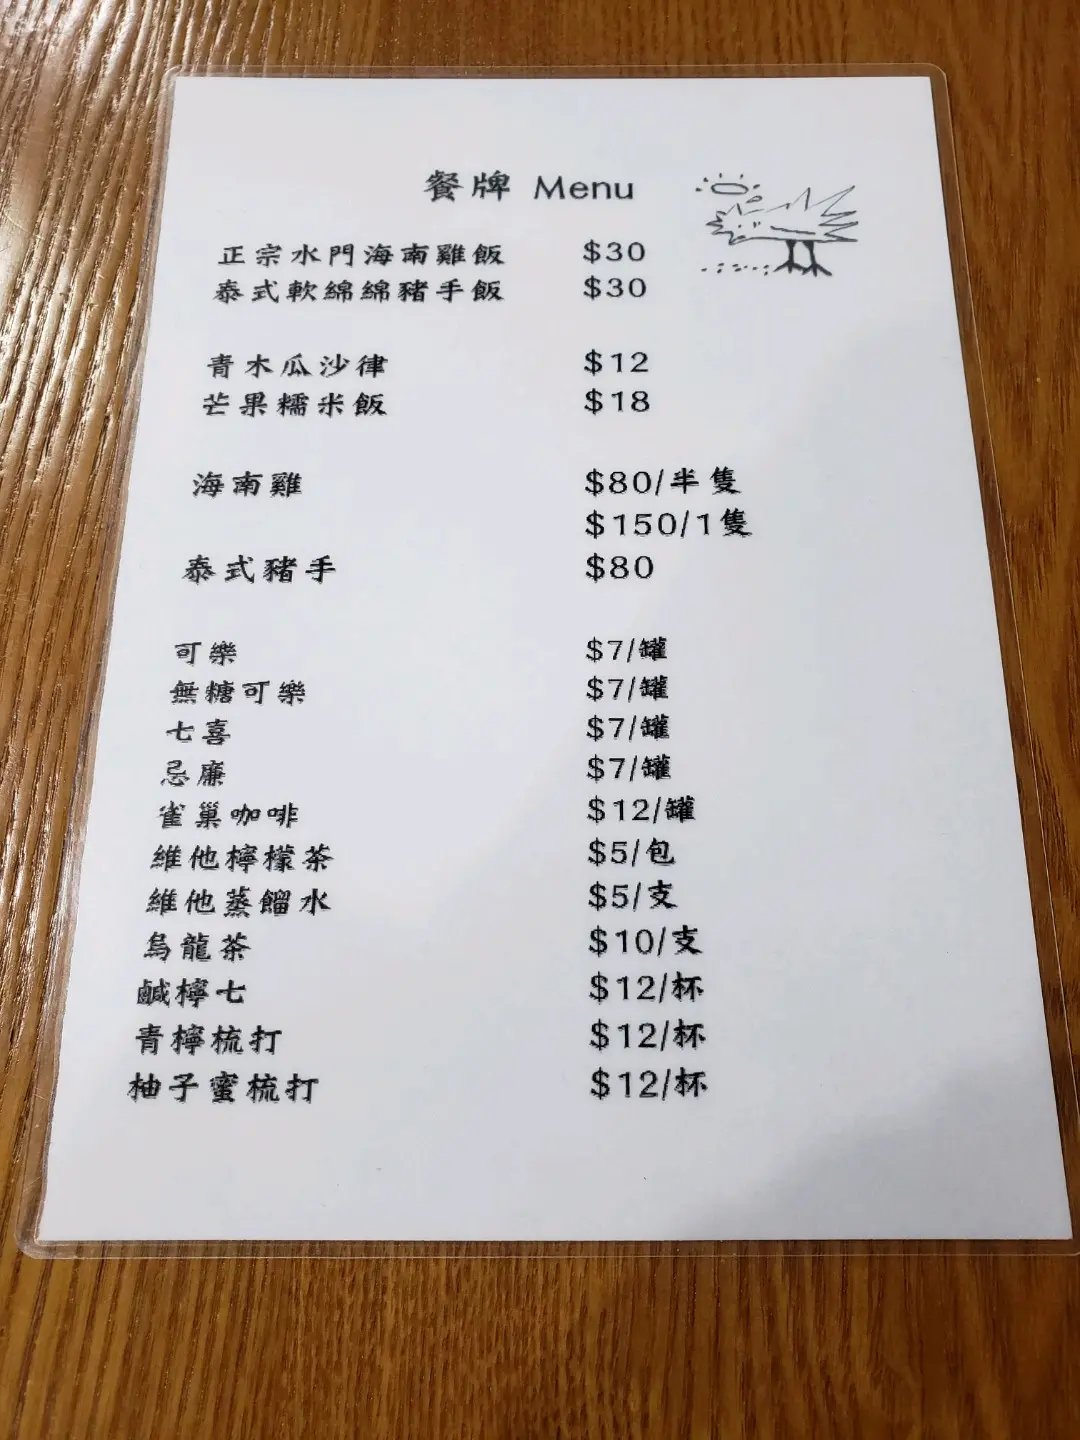 餐牌 Menu
正宗水門海南雞飯 $30
泰式軟綿綿豬手飯 $30
青木瓜沙律 $12
芒果糯米飯 $18
海南雞 $80/半隻
$150/1隻
泰式豬手 $80
可樂 $7/罐
無糖可樂 $7/罐
七喜 $7/罐
忌廉 $7/罐
雀巢咖啡 $12/罐
維他檸檬茶 $5/包
維他蒸餾水 $5/支
烏龍茶 $10/支
鹹檸七 $12/杯
青檸梳打 $12/杯
柚子蜜梳打 $12/杯